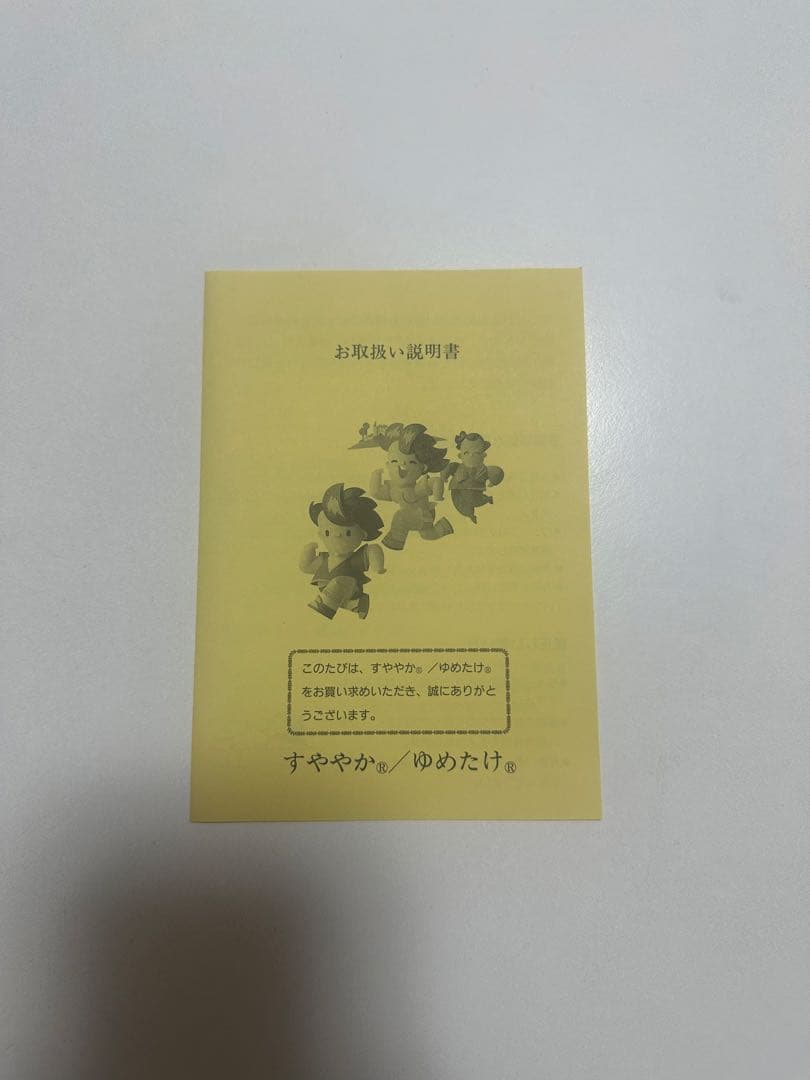 お取扱い説明書
このたびは、すややか®／ゆめたけ®
をお買い求めいただき、誠にありがと
うございます。
すややか®／ゆめたけ®